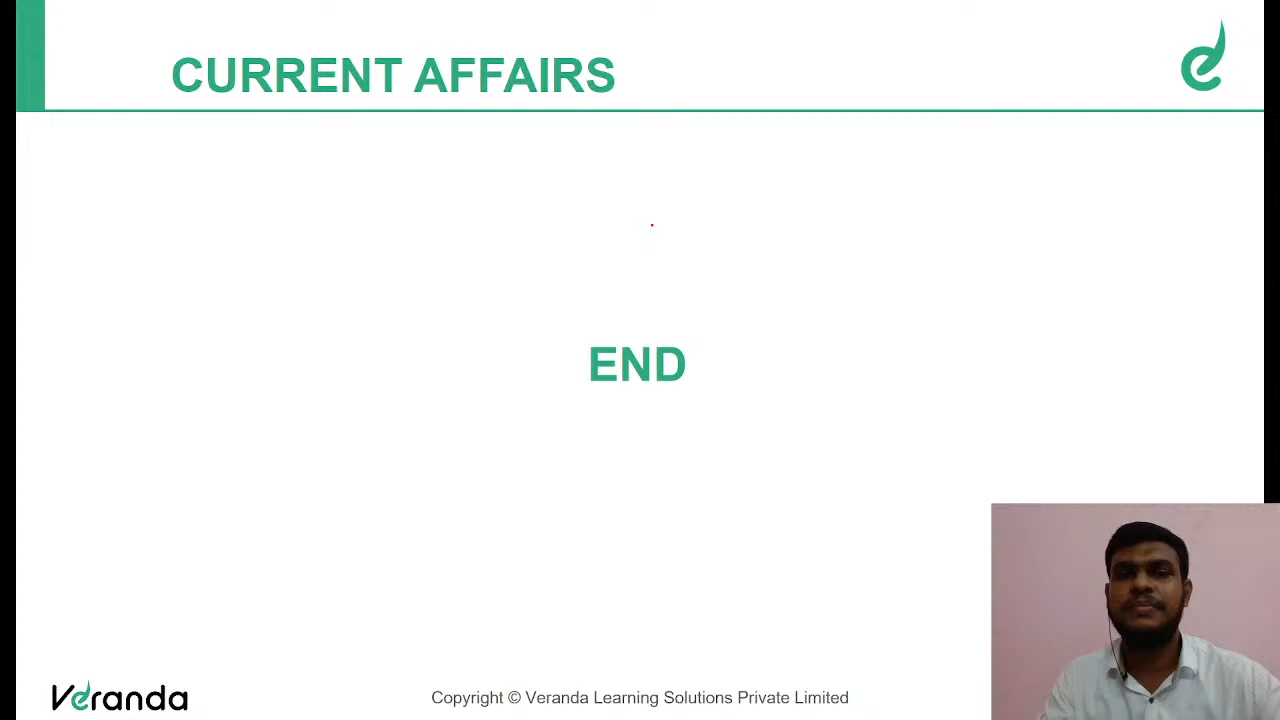 CURRENT AFFAIRS
END
Veranda
Copyright © Veranda Learning Solutions Private Limited